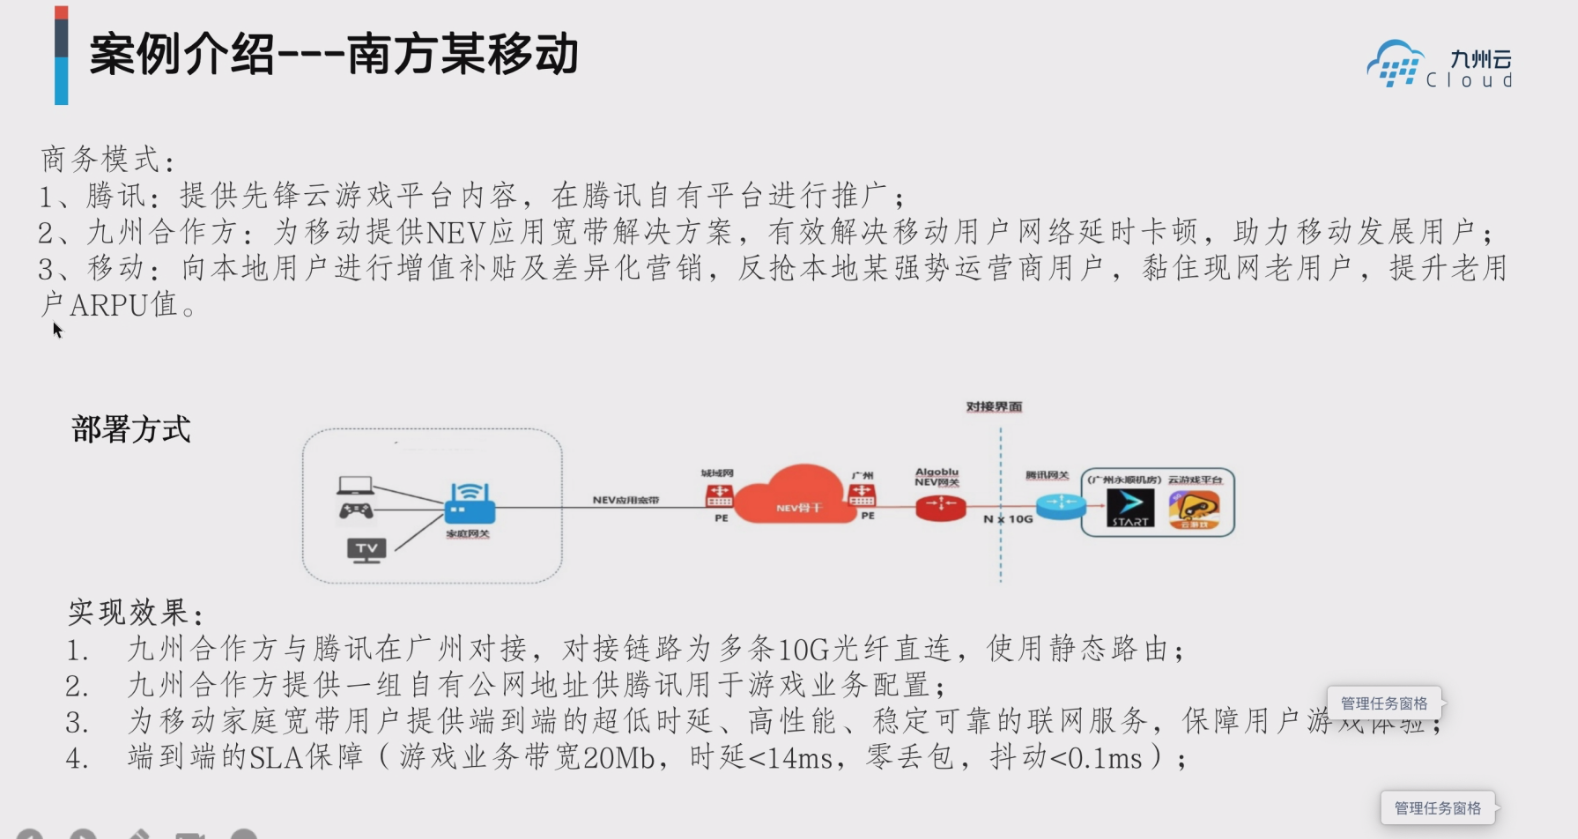 案例介绍---南方某移动
九州云
Cloud
商务模式：
1、腾讯：提供先锋云游戏平台内容，在腾讯自有平台进行推广；
2、九州合作方：为移动提供NEV应用宽带解决方案，有效解决移动用户网络延时卡顿，助力移动发展用户；
3、移动：向本地用户进行增值补贴及差异化营销，反抢本地某强势运营商用户，黏住现网老用户，提升老用
户ARPU值。
部署方式
对接界面
TV
家庭网关
NEV应用宽带
城域网
PE
NEV骨干
广州
PE
Algoblu
NEV网关
N x 10G
腾讯网关
(广州永顺机房) 云游戏平台
START
云游戏
实现效果：
1. 九州合作方与腾讯在广州对接，对接链路为多条10G光纤直连，使用静态路由；
2. 九州合作方提供一组自有公网地址供腾讯用于游戏业务配置；
3. 为移动家庭宽带用户提供端到端的超低时延、高性能、稳定可靠的联网服务，保障用户游戏体验；
4. 端到端的SLA保障（游戏业务带宽20Mb，时延<14ms，零丢包，抖动<0.1ms）；
管理任务窗格
管理任务窗格